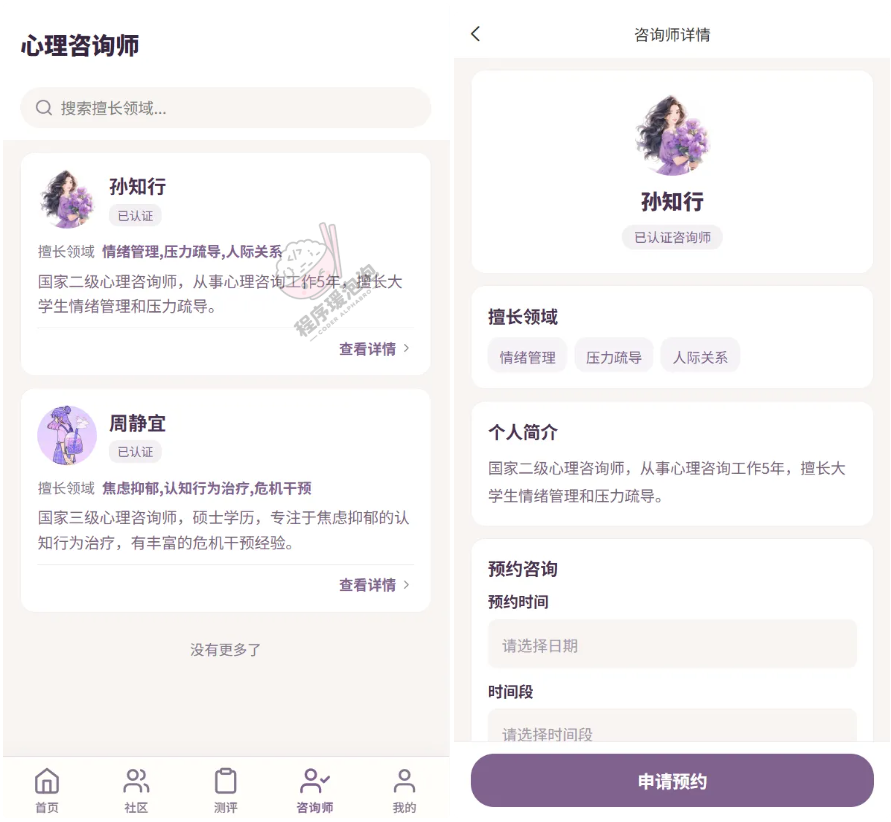 心理咨询师
搜索擅长领域...
孙知行
已认证
擅长领域 情绪管理,压力疏导,人际关系
国家二级心理咨询师，从事心理咨询工作5年，擅长大
学生情绪管理和压力疏导。
查看详情
周静宜
已认证
擅长领域 焦虑抑郁,认知行为治疗,危机干预
国家三级心理咨询师，硕士学历，专注于焦虑抑郁的认
知行为治疗，有丰富的危机干预经验。
查看详情
没有更多了
首页
社区
测评
咨询师
我的
程序瑗泡泡
CODER ALPHABAO
咨询师详情
孙知行
已认证咨询师
擅长领域
情绪管理
压力疏导
人际关系
个人简介
国家二级心理咨询师，从事心理咨询工作5年，擅长大
学生情绪管理和压力疏导。
预约咨询
预约时间
请选择日期
时间段
请选择时间段
申请预约